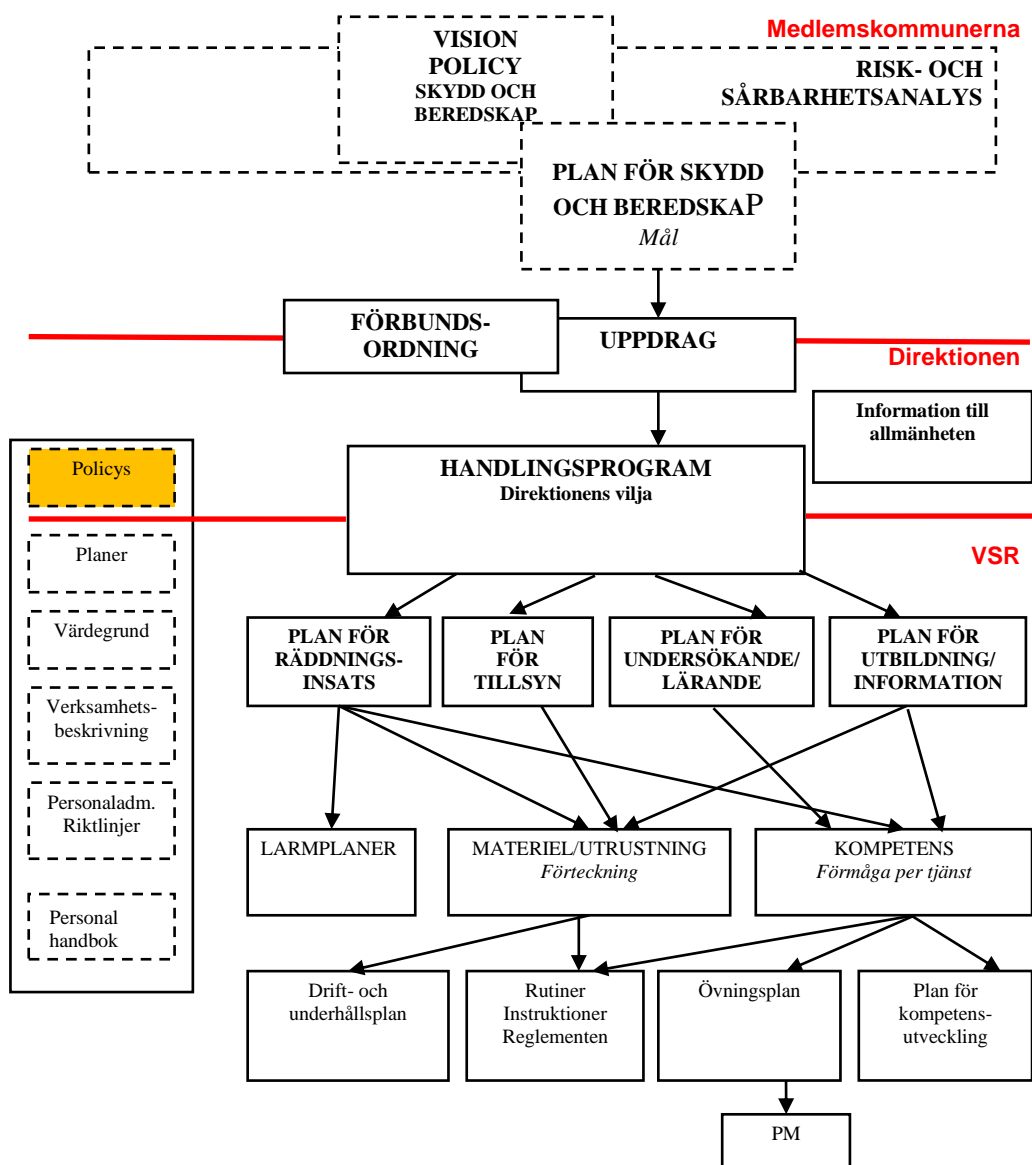 Medlemskommunerna
VISION
POLICY
SKYDD OCH
BEREDSKAP
RISK- OCH
SÅRBARHETSANALYS
PLAN FÖR SKYDD
OCH BEREDSKAP
Mål
FÖRBUNDS-
ORDNING
UPPDRAG
Direktionen
Information till
allmänheten
HANDLINGSPROGRAM
Direktionens vilja
VSR
Policys
Planer
Värdegrund
Verksamhets-
beskrivning
Personaladm.
Riktlinjer
Personal
handbok
PLAN FÖR
RÄDDNINGS-
INSATS
PLAN
FÖR
TILLSYN
PLAN FÖR
UNDERSÖKANDE/
LÄRANDE
PLAN FÖR
UTBILDNING/
INFORMATION
LARMPLANER
MATERIEL/UTRUSTNING
Förteckning
KOMPETENS
Förmåga per tjänst
Drift- och
underhållsplan
Rutiner
Instruktioner
Reglementen
Övningsplan
Plan för
kompetens-
utveckling
PM